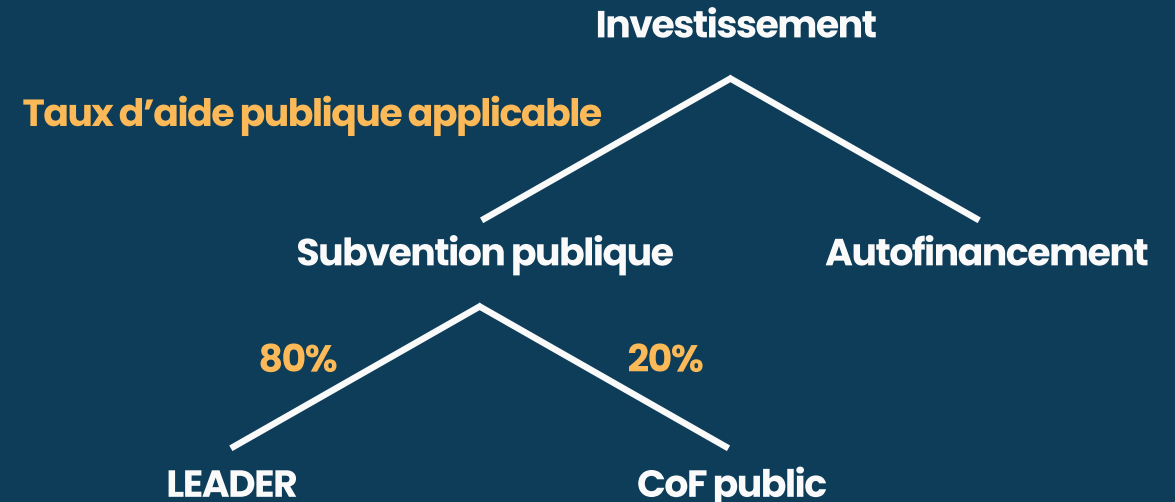 Investissement
Taux d’aide publique applicable
Subvention publique
Autofinancement
80%
20%
LEADER
CoF public